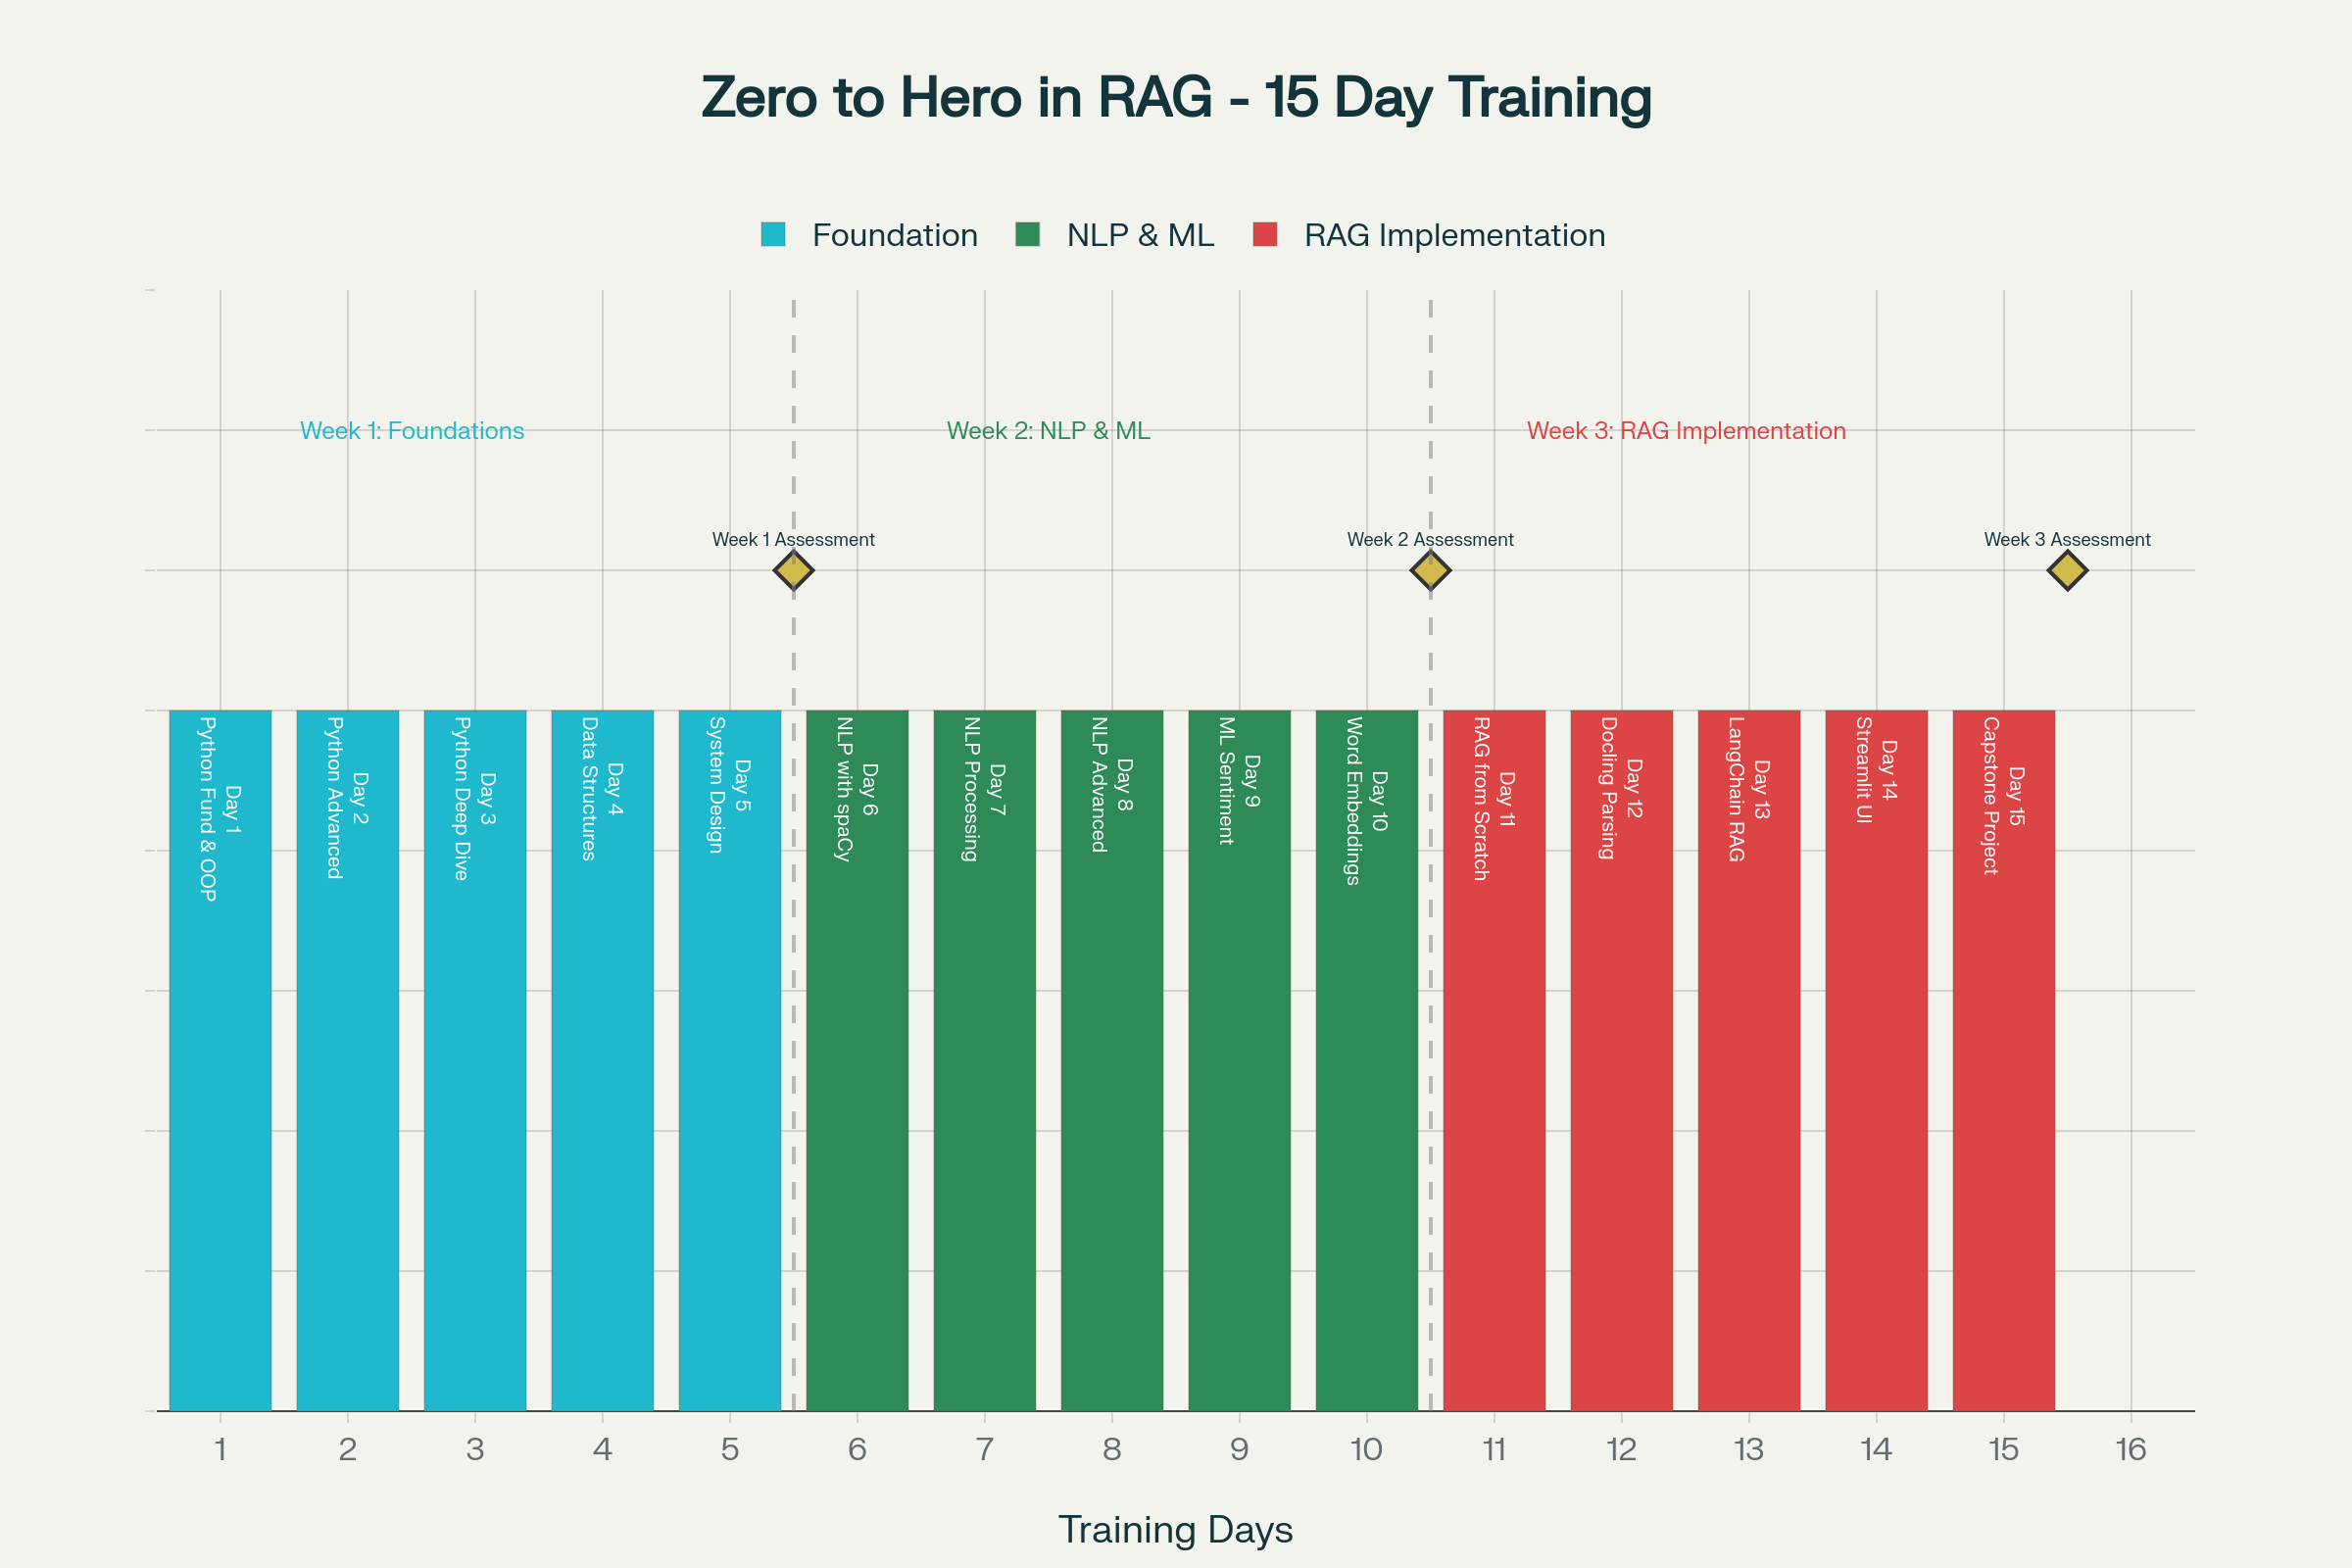 Zero to Hero in RAG - 15 Day Training
Foundation
NLP & ML
RAG Implementation
Week 1: Foundations
Week 2: NLP & ML
Week 3: RAG Implementation
Week 1 Assessment
Week 2 Assessment
Week 3 Assessment
Day 1
Python Fund & OOP
Day 2
Python Advanced
Day 3
Python Deep Dive
Day 4
Data Structures
Day 5
System Design
Day 6
NLP with spaCy
Day 7
NLP Processing
Day 8
NLP Advanced
Day 9
ML Sentiment
Day 10
Word Embeddings
Day 11
RAG from Scratch
Day 12
Docling Parsing
Day 13
LangChain RAG
Day 14
Streamlit UI
Day 15
Capstone Project
1
2
3
4
5
6
7
8
9
10
11
12
13
14
15
16
Training Days